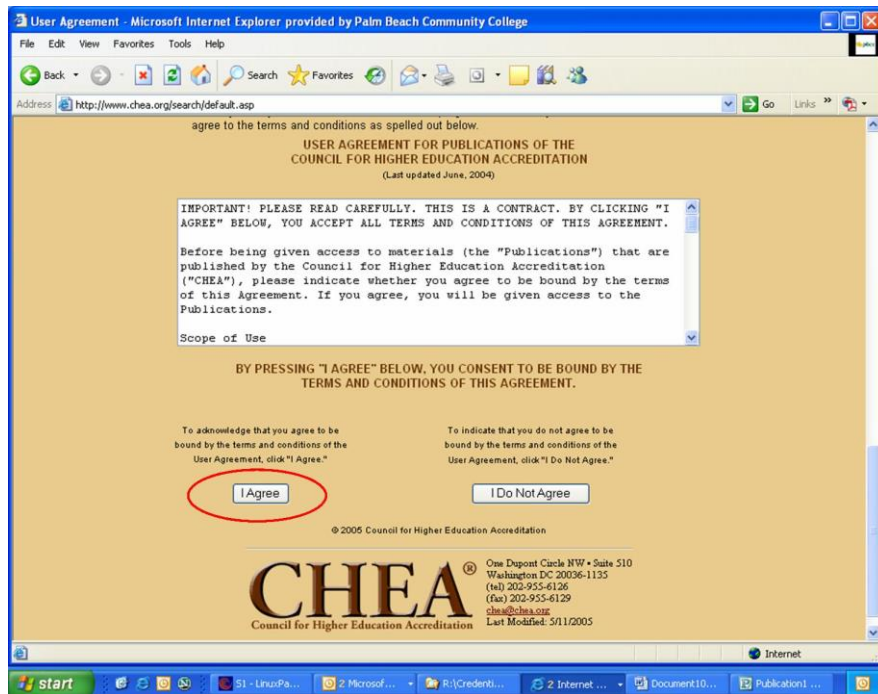 User Agreement - Microsoft Internet Explorer provided by Palm Beach Community College
File Edit View Favorites Tools Help
Back Search Favorites
Address http://www.chea.org/search/default.asp Go Links »
agree to the terms and conditions as spelled out below.
USER AGREEMENT FOR PUBLICATIONS OF THE
COUNCIL FOR HIGHER EDUCATION ACCREDITATION
(Last updated June, 2004)
IMPORTANT! PLEASE READ CAREFULLY. THIS IS A CONTRACT. BY CLICKING "I
AGREE" BELOW, YOU ACCEPT ALL TERMS AND CONDITIONS OF THIS AGREEMENT.
Before being given access to materials (the "Publications") that are
published by the Council for Higher Education Accreditation
("CHEA"), please indicate whether you agree to be bound by the terms
of this Agreement. If you agree, you will be given access to the
Publications.
Scope of Use
BY PRESSING "I AGREE" BELOW, YOU CONSENT TO BE BOUND BY THE
TERMS AND CONDITIONS OF THIS AGREEMENT.
To acknowledge that you agree to be
bound by the terms and conditions of the
User Agreement, click "I Agree."
I Agree
To indicate that you do not agree to be
bound by the terms and conditions of the
User Agreement, click "I Do Not Agree."
I Do Not Agree
© 2005 Council for Higher Education Accreditation
CHEA®
Council for Higher Education Accreditation
One Dupont Circle NW • Suite 510
Washington DC 20036-1135
(tel) 202-955-6126
(fax) 202-955-6129
chea@chea.org
Last Modified: 5/11/2005
Internet
start S1 - LinuxPa... 2 Microsof... R:\Credenti... 2 Internet ... Document10... Publication1 ...